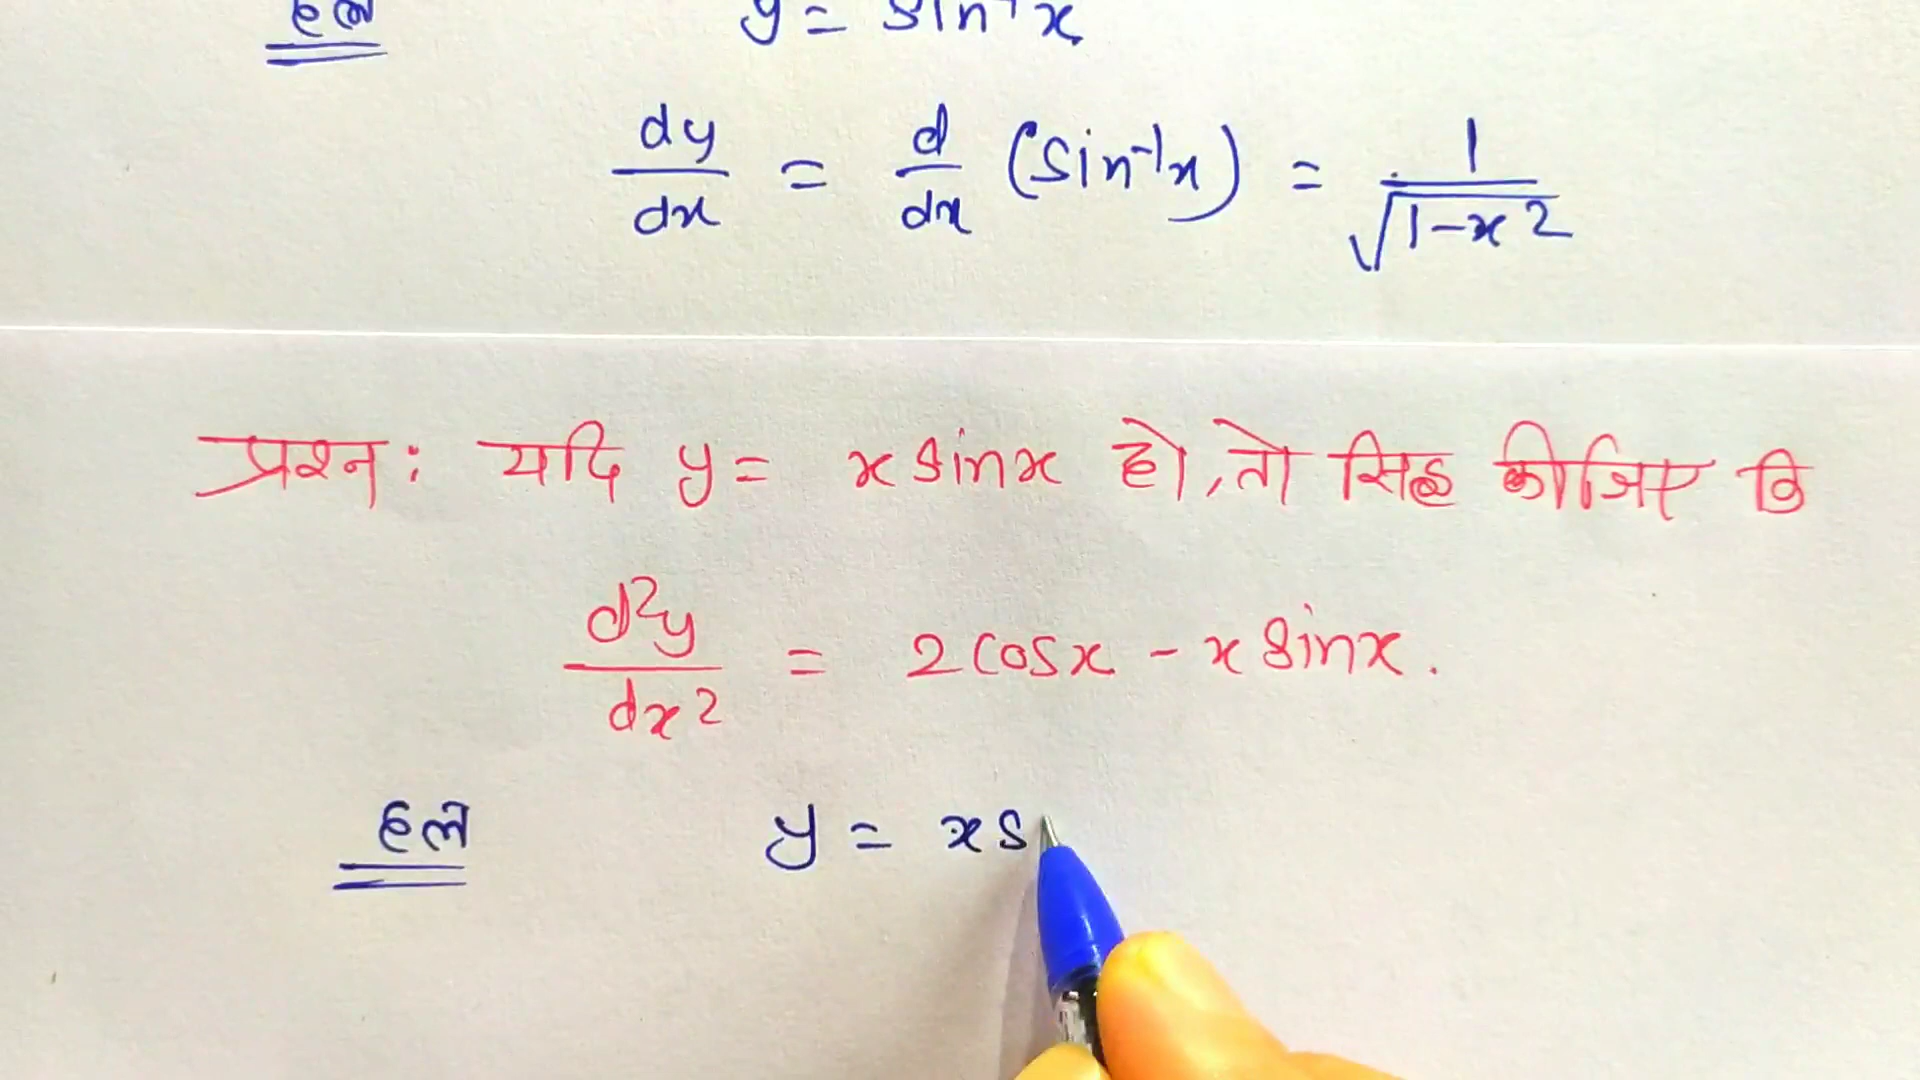 हल y = sin⁻¹x
dy/dx = d/dx (sin⁻¹x) = 1/√1-x²
प्रश्न: यदि y = x sinx हो, तो सिद्ध कीजिए कि
d²y/dx² = 2cosx - x sinx.
हल y = xs